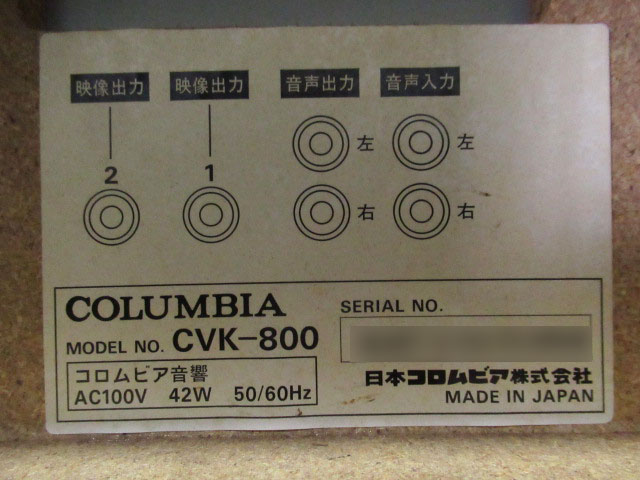 映像出力 映像出力 音声出力 音声入力
2 1
左 左
右 右
COLUMBIA
MODEL NO. CVK-800
コロムビア音響
AC100V 42W 50/60Hz
SERIAL NO.
日本コロムビア株式会社
MADE IN JAPAN